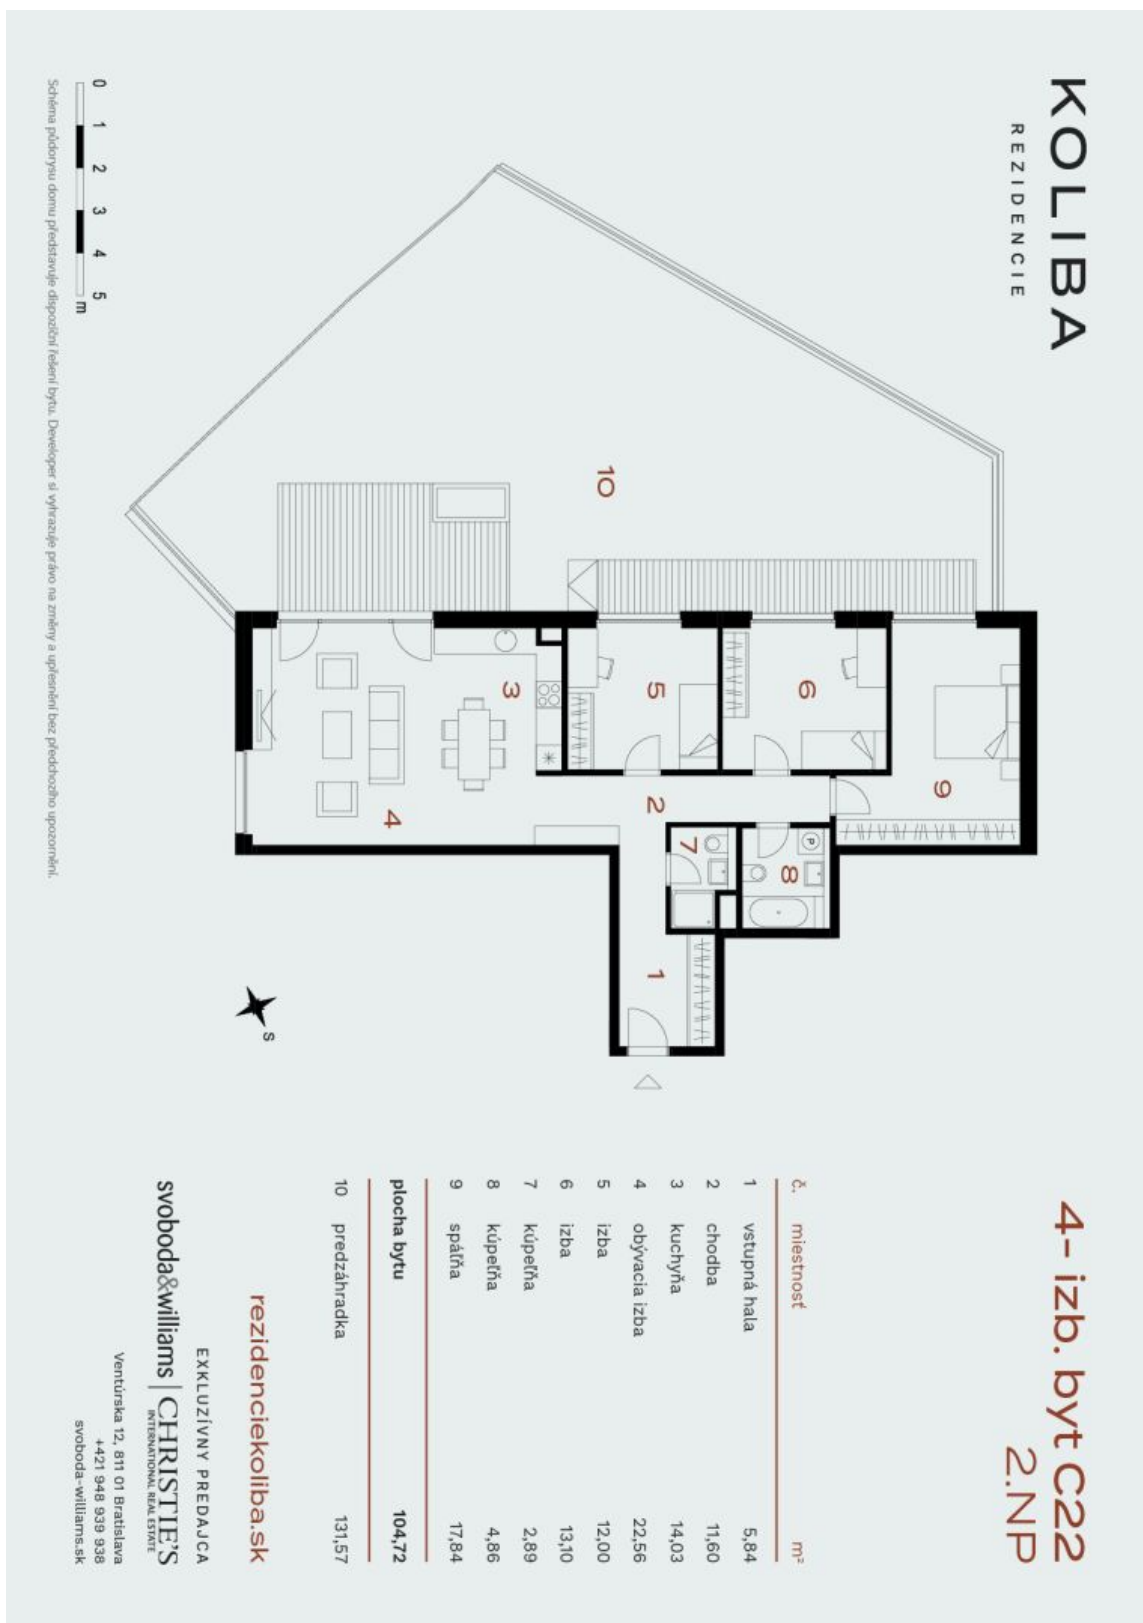 KOLIBA
REZIDENCIE
4- izb. byt C22
2.NP
č. miestnosť m²
1 vstupná hala 5,84
2 chodba 11,60
3 kuchyňa 14,03
4 obývacia izba 22,56
5 izba 12,00
6 izba 13,10
7 kúpeľňa 2,89
8 kúpeľňa 4,86
9 spáľňa 17,84
plocha bytu 104,72
10 predzáhradka 131,57
10
9
6
5
3
4
2
8
P
7
1
S
rezidenciekoliba.sk
EXKLUZÍVNY PREDAJCA
svoboda&williams | CHRISTIE'S
INTERNATIONAL REAL ESTATE
Ventúrska 12, 811 01 Bratislava
+421 948 939 938
svoboda-williams.sk
0 1 2 3 4 5 m
Schéma půdorysu domu představuje dispoziční řešení bytu. Developer si vyhrazuje právo na změny a upřesnění bez předchozího upozornění.